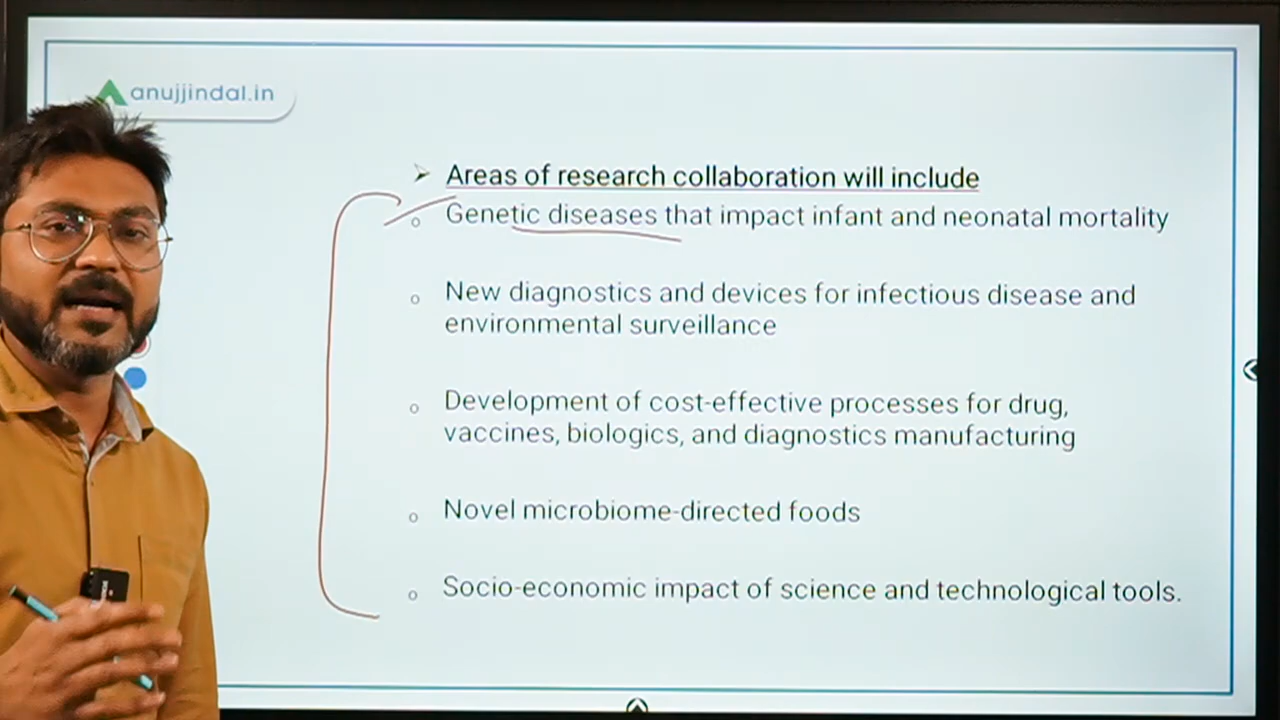 anujjindal.in
Areas of research collaboration will include
Genetic diseases that impact infant and neonatal mortality
New diagnostics and devices for infectious disease and
environmental surveillance
Development of cost-effective processes for drug,
vaccines, biologics, and diagnostics manufacturing
Novel microbiome-directed foods
Socio-economic impact of science and technological tools.